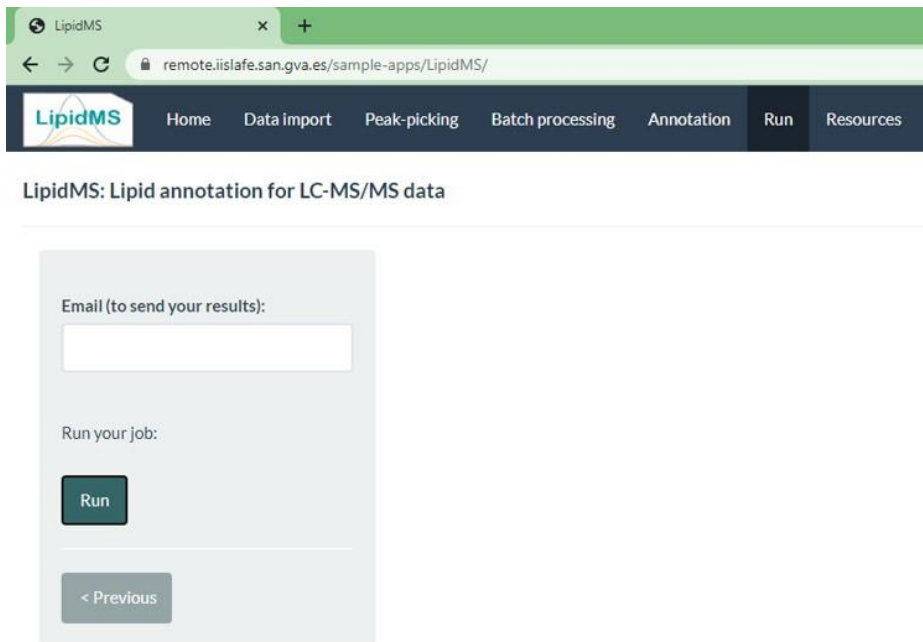 LipidMS
remote.iislafe.san.gva.es/sample-apps/LipidMS/
LipidMS Home Data import Peak-picking Batch processing Annotation Run Resources
LipidMS: Lipid annotation for LC-MS/MS data
Email (to send your results):
Run your job:
Run
< Previous